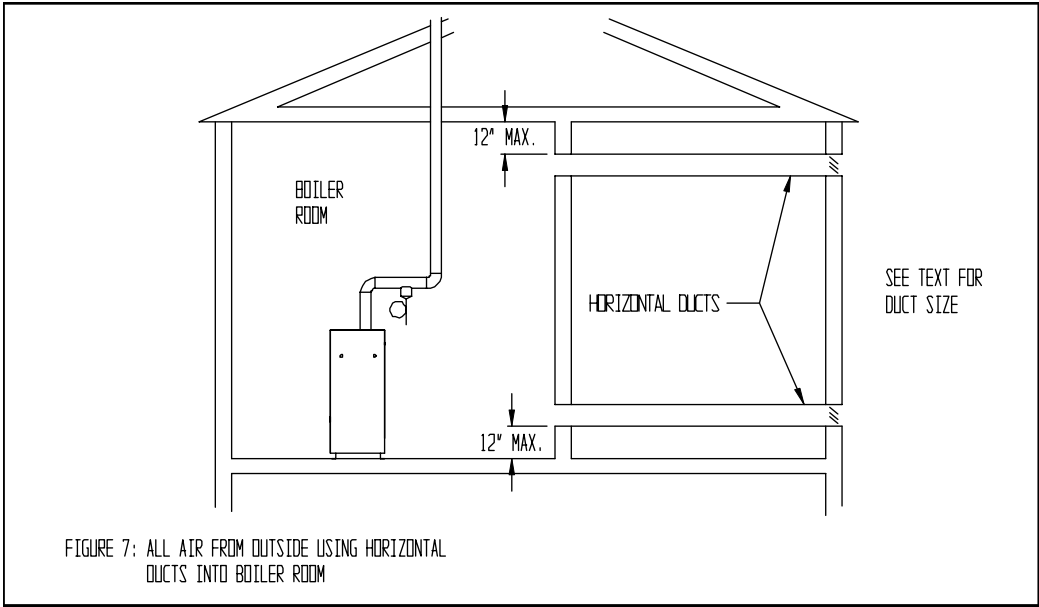 12" MAX.
BOILER
ROOM
HORIZONTAL DUCTS
SEE TEXT FOR
DUCT SIZE
12" MAX.
FIGURE 7: ALL AIR FROM OUTSIDE USING HORIZONTAL
DUCTS INTO BOILER ROOM